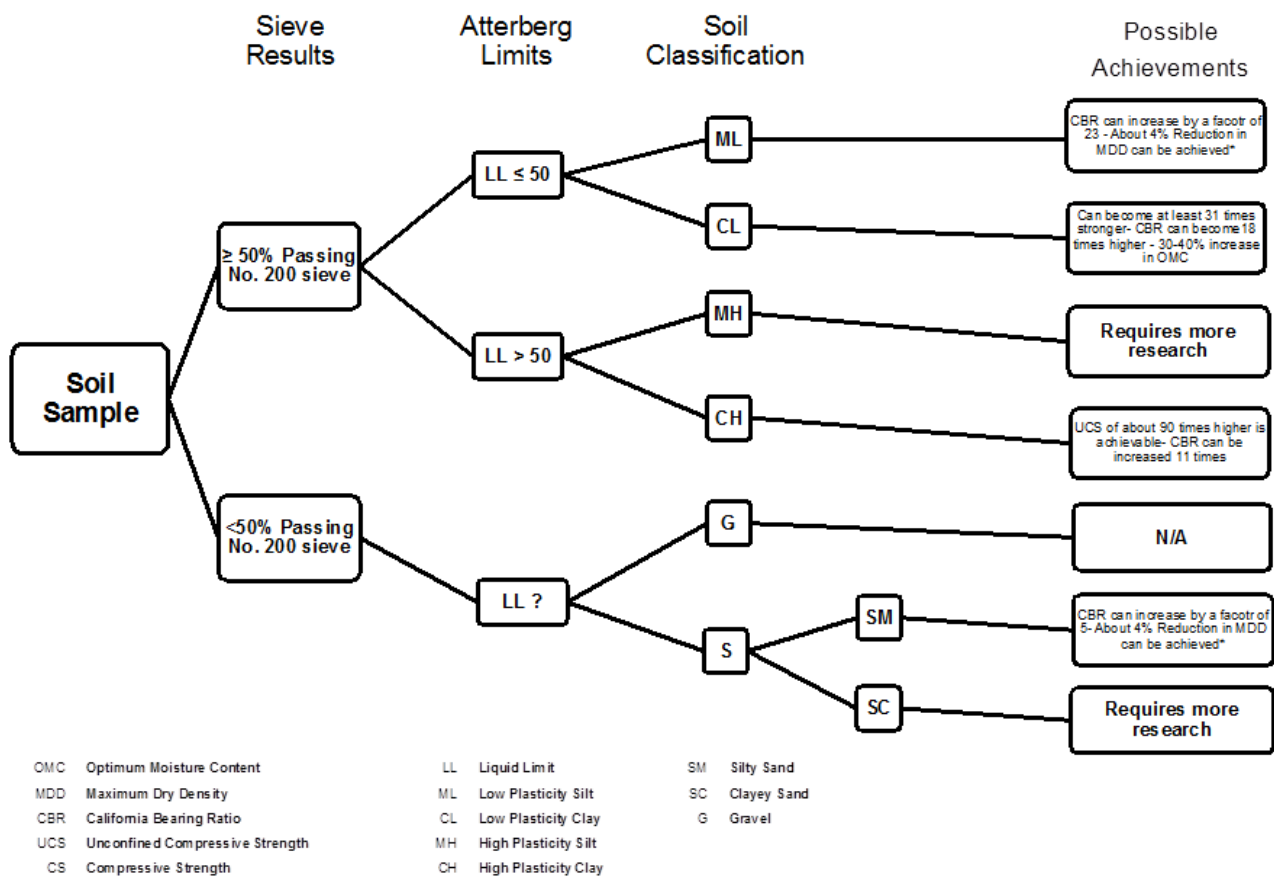 Sieve
Results
Atterberg
Limits
Soil
Classification
Possible
Achievements
Soil
Sample
≥ 50% Passing
No. 200 sieve
<50% Passing
No. 200 sieve
LL ≤ 50
LL > 50
LL ?
ML
CL
MH
CH
G
S
SM
SC
CBR can increase by a facotr of
23 - About 4% Reduction in
MDD can be achieved*
Can become at least 31 times
stronger- CBR can become 18
times higher - 30-40% increase
in OMC
Requires more
research
UCS of about 90 times higher is
achievable- CBR can be
increased 11 times
N/A
CBR can increase by a facotr of
5- About 4% Reduction in MDD
can be achieved*
Requires more
research
OMC Optimum Moisture Content
MDD Maximum Dry Density
CBR California Bearing Ratio
UCS Unconfined Compressive Strength
CS Compressive Strength
LL Liquid Limit
ML Low Plasticity Silt
CL Low Plasticity Clay
MH High Plasticity Silt
CH High Plasticity Clay
SM Silty Sand
SC Clayey Sand
G Gravel